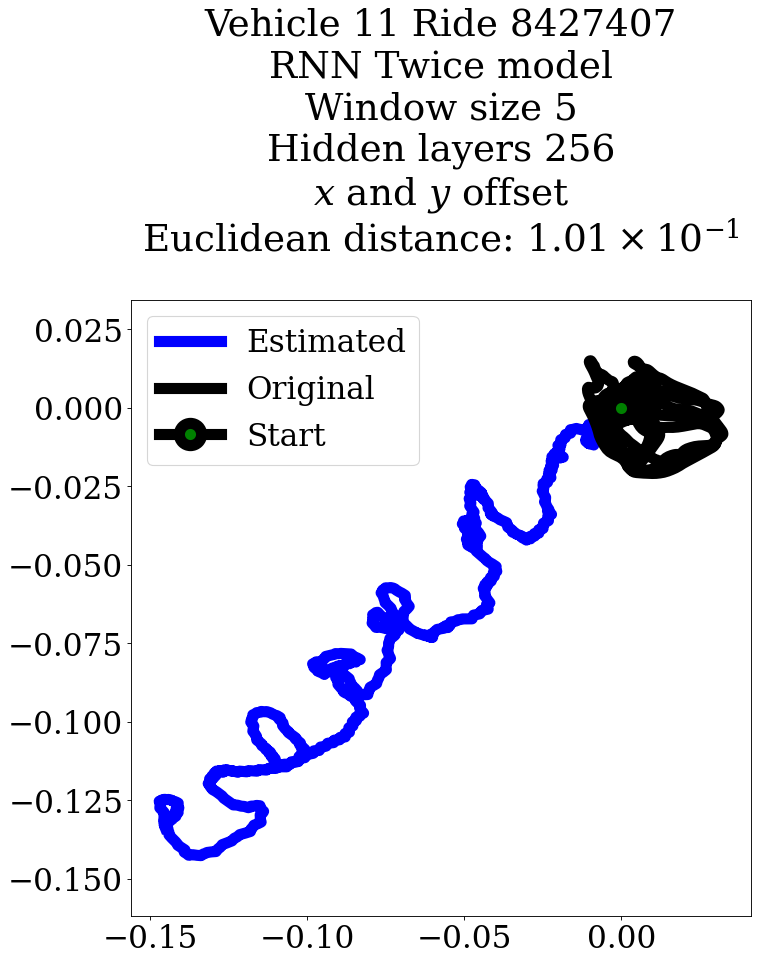 Vehicle 11 Ride 8427407
RNN Twice model
Window size 5
Hidden layers 256
x and y offset
Euclidean distance: 1.01 × 10⁻¹
Estimated
Original
Start
0.025
0.000
−0.025
−0.050
−0.075
−0.100
−0.125
−0.150
−0.15 −0.10 −0.05 0.00